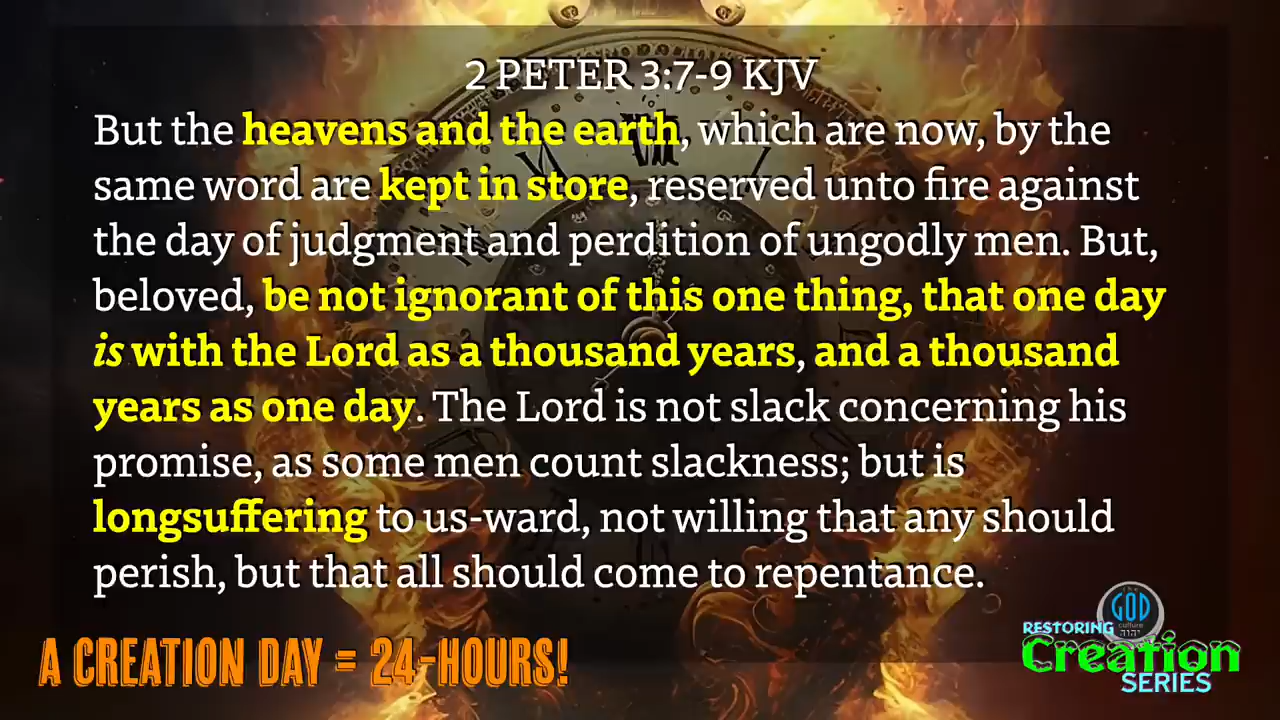 2 PETER 3:7-9 KJV
But the heavens and the earth, which are now, by the
same word are kept in store, reserved unto fire against
the day of judgment and perdition of ungodly men. But,
beloved, be not ignorant of this one thing, that one day
is with the Lord as a thousand years, and a thousand
years as one day. The Lord is not slack concerning his
promise, as some men count slackness; but is
longsuffering to us-ward, not willing that any should
perish, but that all should come to repentance.
A CREATION DAY = 24-HOURS!
THE
GOD
culture
יהוה
RESTORING
Creation
SERIES